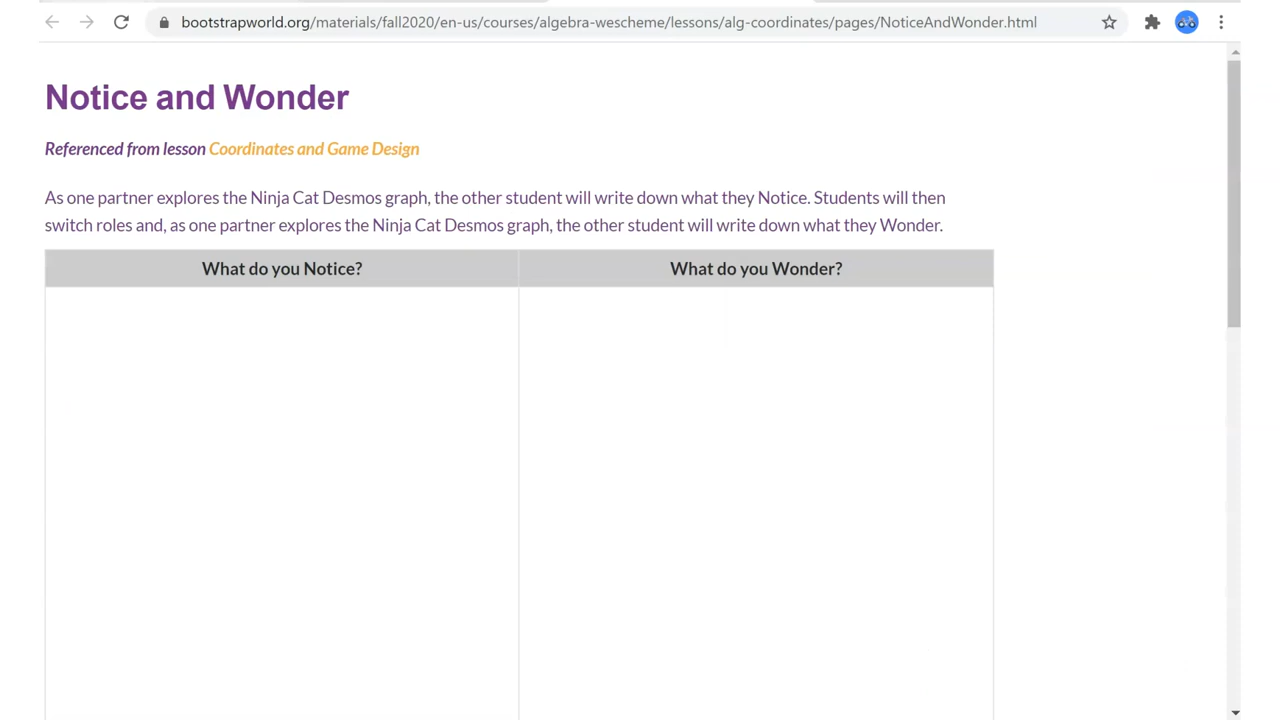 bootstrapworld.org/materials/fall2020/en-us/courses/algebra-wescheme/lessons/alg-coordinates/pages/NoticeAndWonder.html
Notice and Wonder
Referenced from lesson Coordinates and Game Design
As one partner explores the Ninja Cat Desmos graph, the other student will write down what they Notice. Students will then
switch roles and, as one partner explores the Ninja Cat Desmos graph, the other student will write down what they Wonder.
What do you Notice? What do you Wonder?